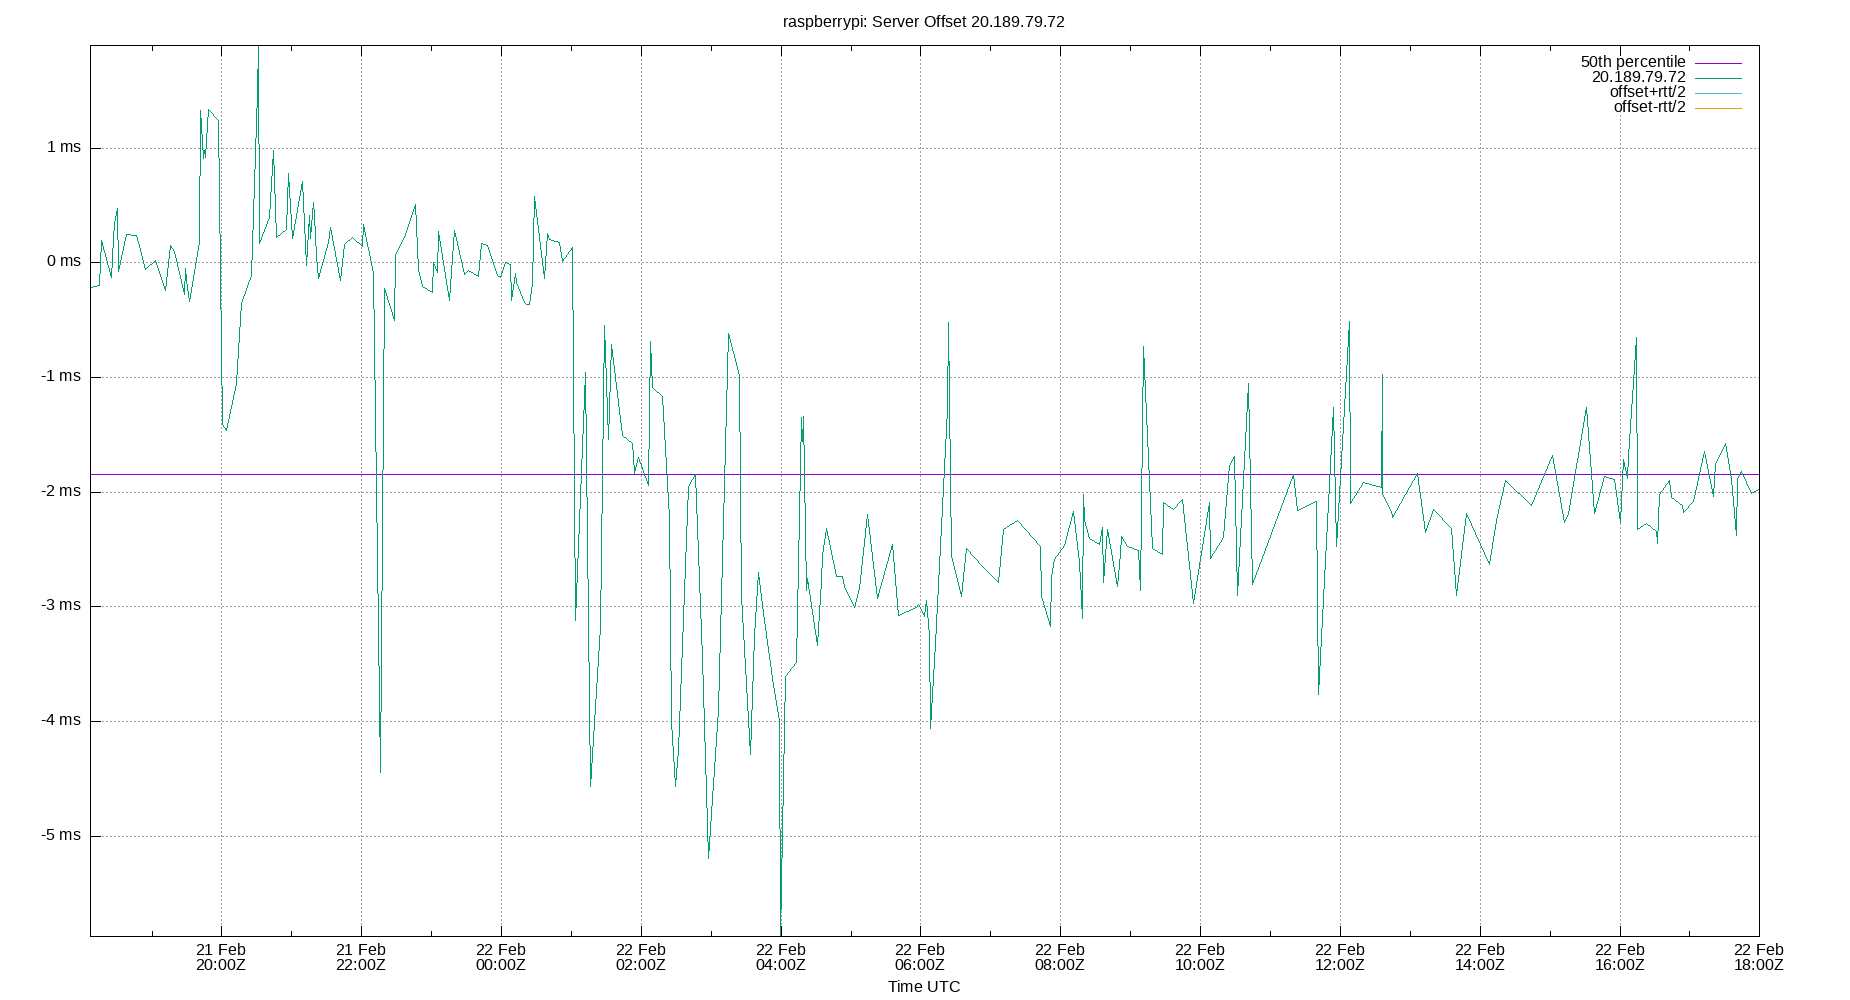 raspberrypi: Server Offset 20.189.79.72
50th percentile
20.189.79.72
offset+rtt/2
offset-rtt/2
1 ms
0 ms
-1 ms
-2 ms
-3 ms
-4 ms
-5 ms
21 Feb 21 Feb 22 Feb 22 Feb 22 Feb 22 Feb 22 Feb 22 Feb 22 Feb 22 Feb 22 Feb 22 Feb
20:00Z 22:00Z 00:00Z 02:00Z 04:00Z 06:00Z 08:00Z 10:00Z 12:00Z 14:00Z 16:00Z 18:00Z
Time UTC